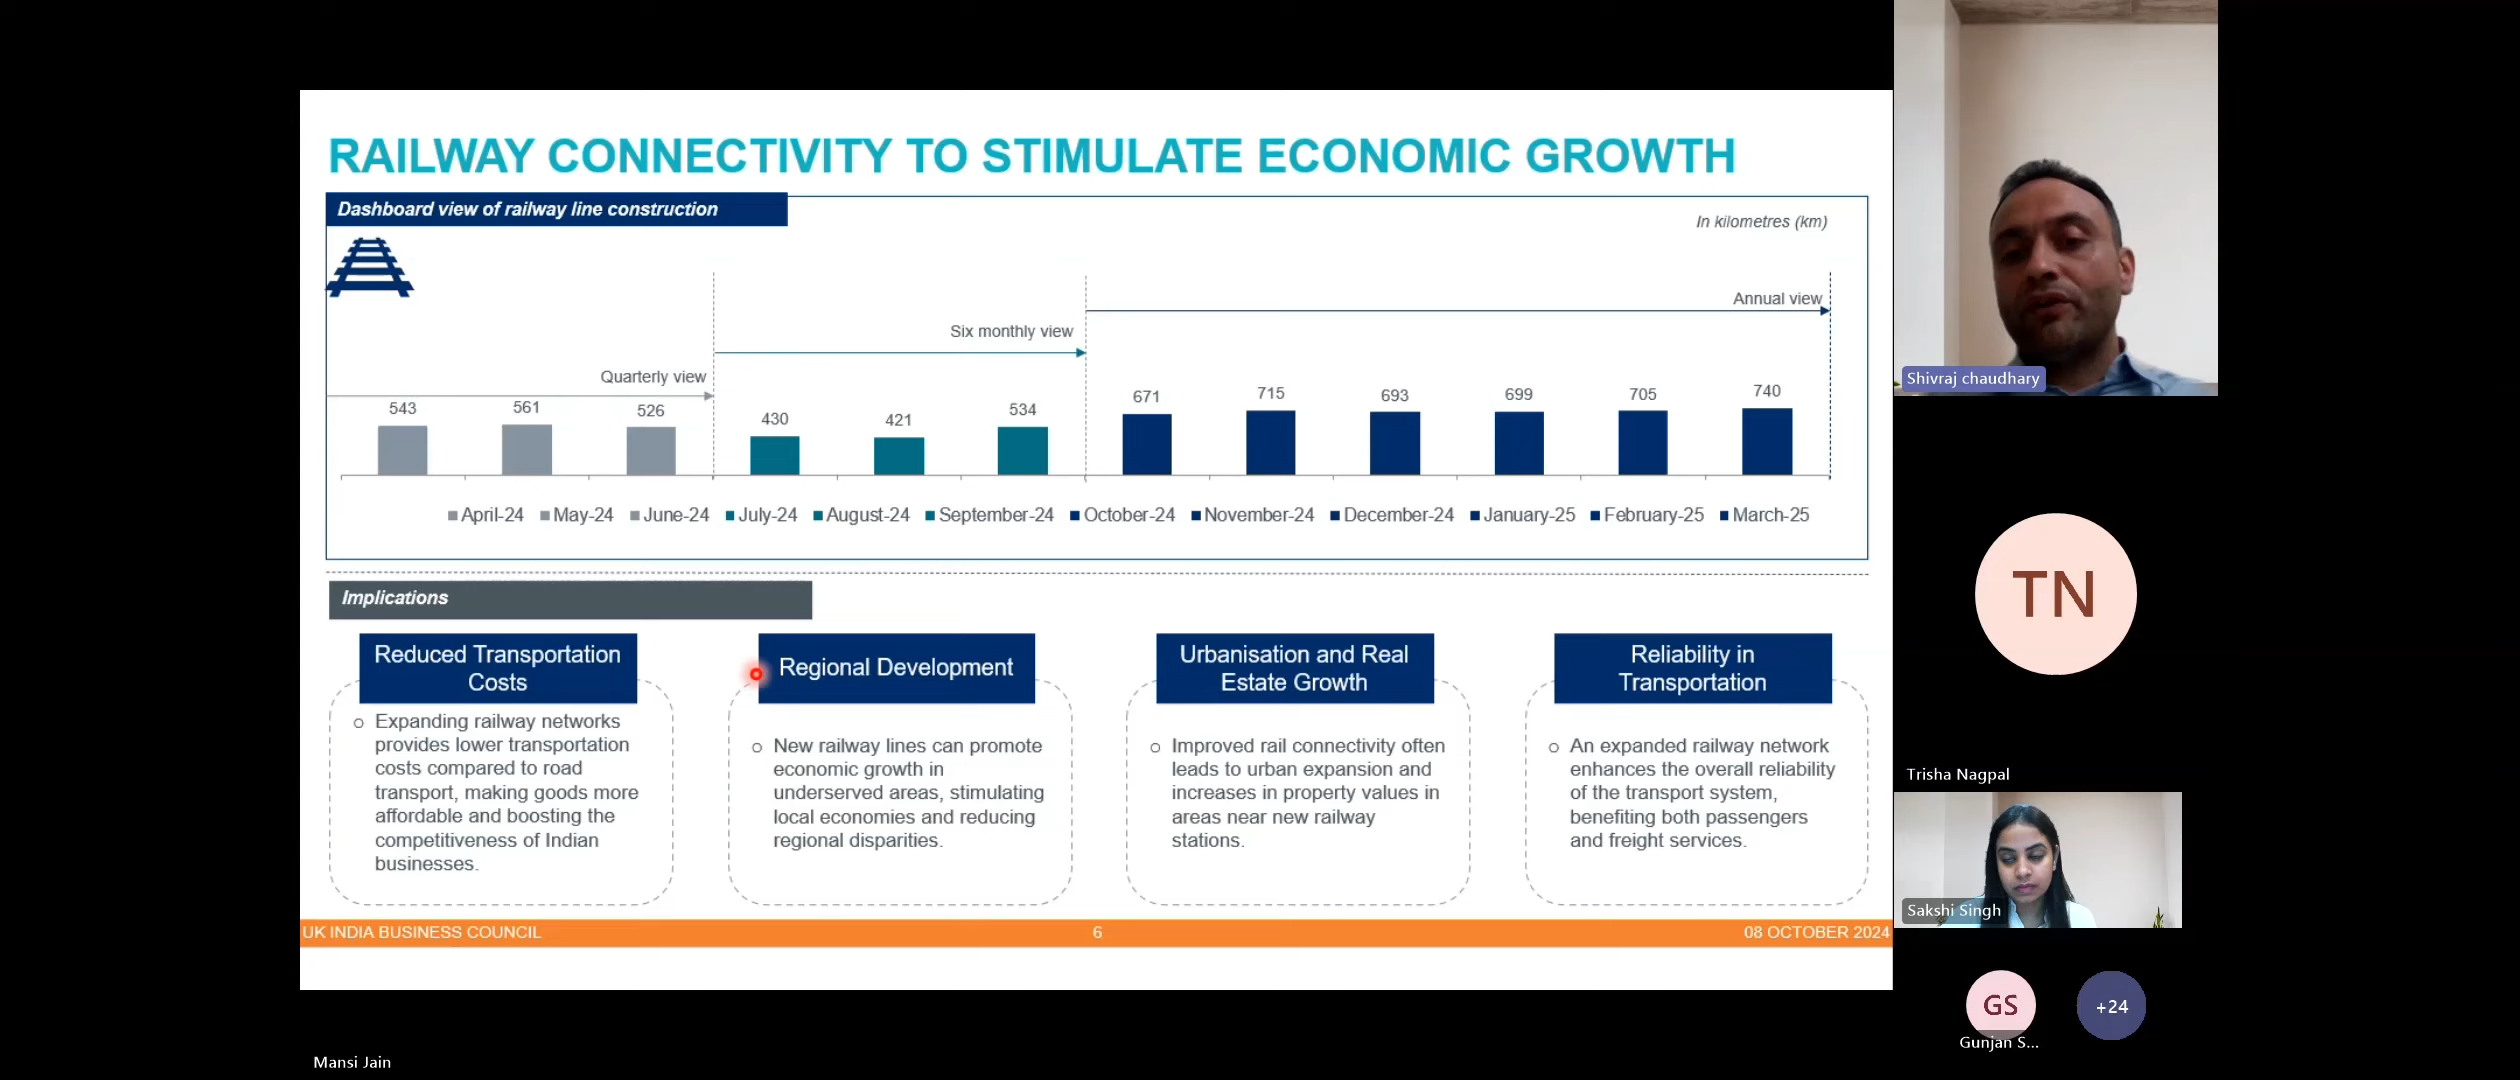 RAILWAY CONNECTIVITY TO STIMULATE ECONOMIC GROWTH
Dashboard view of railway line construction
In kilometres (km)
Annual view
Six monthly view
Quarterly view
543 561 526 430 421 534 671 715 693 699 705 740
April-24 May-24 June-24 July-24 August-24 September-24 October-24 November-24 December-24 January-25 February-25 March-25
Implications
Reduced Transportation
Costs
Expanding railway networks
provides lower transportation
costs compared to road
transport, making goods more
affordable and boosting the
competitiveness of Indian
businesses.
Regional Development
New railway lines can promote
economic growth in
underserved areas, stimulating
local economies and reducing
regional disparities.
Urbanisation and Real
Estate Growth
Improved rail connectivity often
leads to urban expansion and
increases in property values in
areas near new railway
stations.
Reliability in
Transportation
An expanded railway network
enhances the overall reliability
of the transport system,
benefiting both passengers
and freight services.
UK INDIA BUSINESS COUNCIL 6 08 OCTOBER 2024
Mansi Jain
Shivraj chaudhary
TN
Trisha Nagpal
Sakshi Singh
GS
+24
Gunjan S...